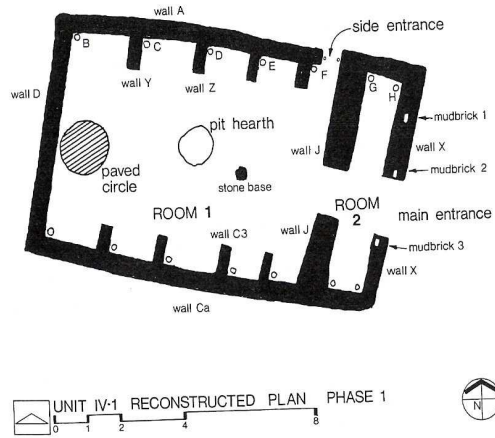 wall A
side entrance
B
C
D
E
F
G
H
wall Y
wall Z
wall D
mudbrick 1
wall X
pit hearth
wall J
mudbrick 2
paved
circle
stone base
ROOM 1
ROOM
2
main entrance
wall C3
wall J
mudbrick 3
wall X
wall Ca
UNIT IV·1 RECONSTRUCTED PLAN PHASE 1
0 1 2 4 8
N